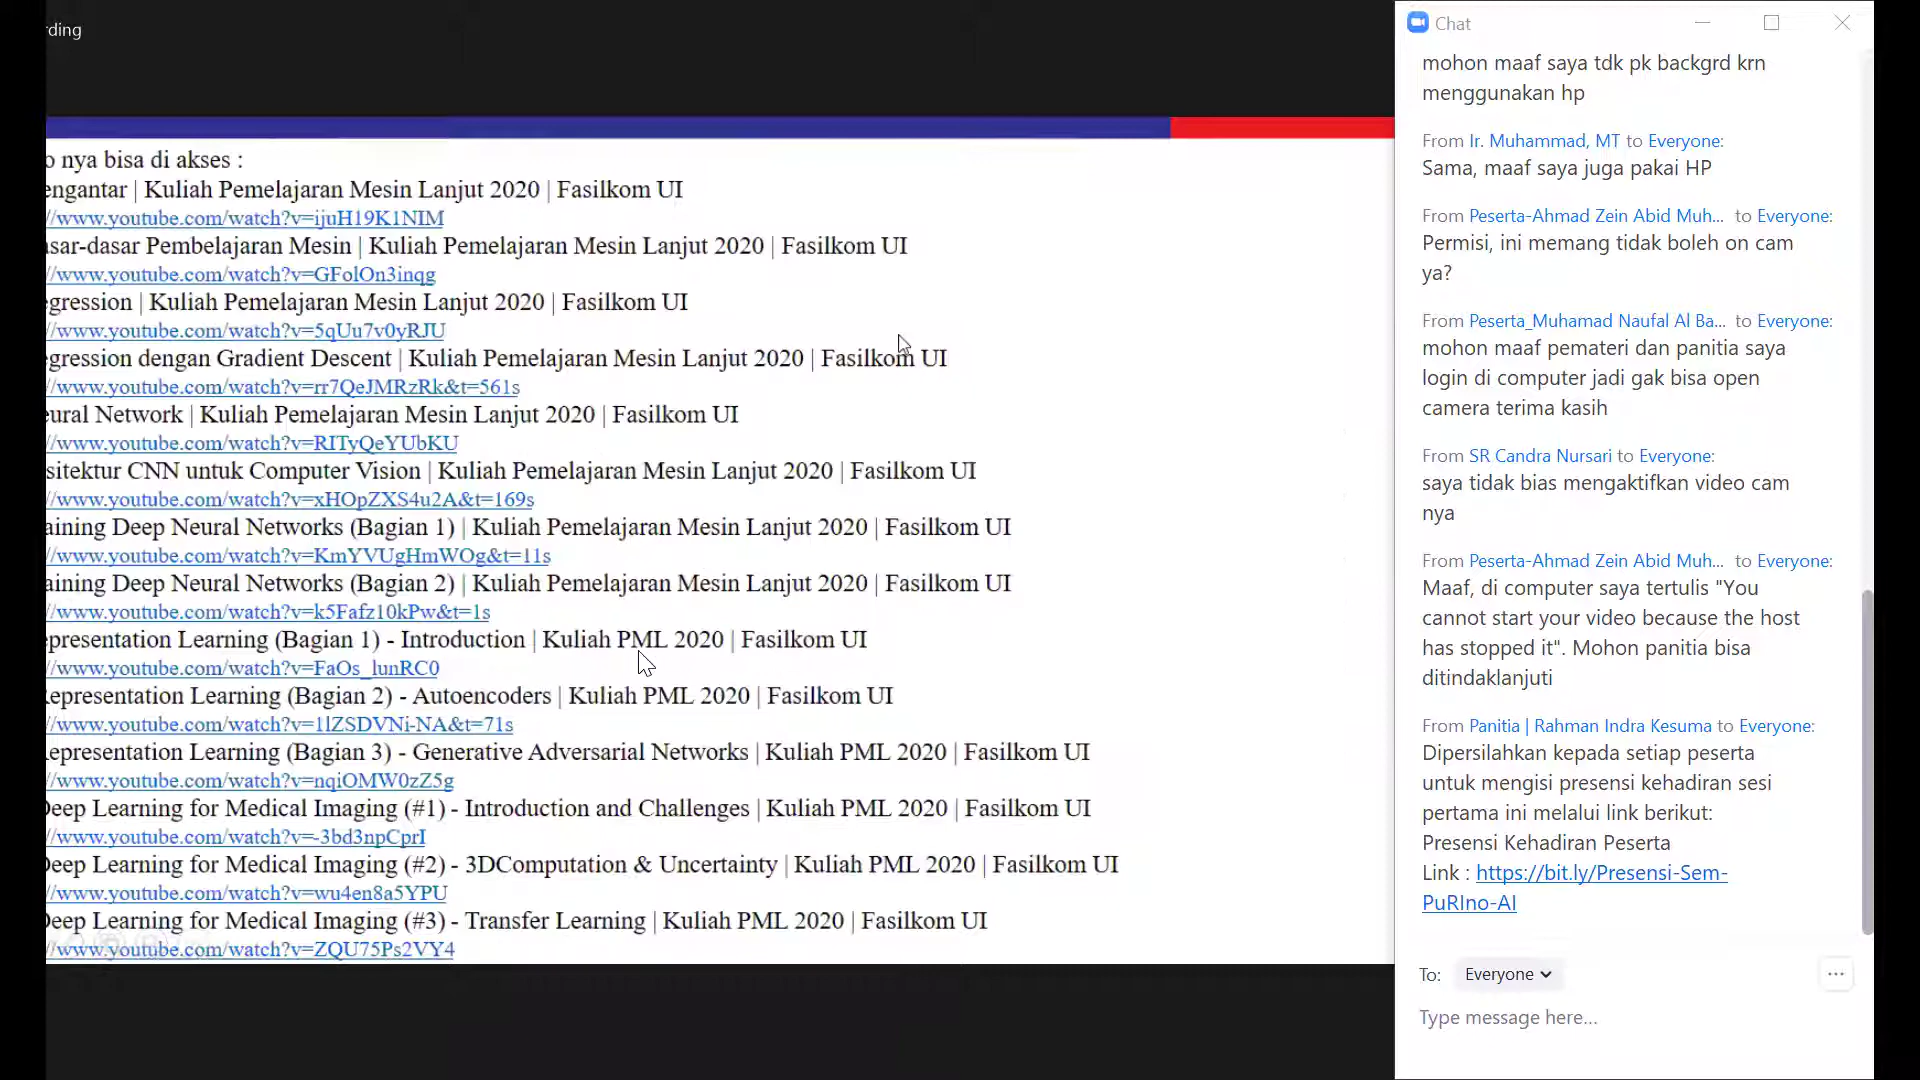 rding
o nya bisa di akses :
engantar | Kuliah Pemelajaran Mesin Lanjut 2020 | Fasilkom UI
//www.youtube.com/watch?v=ijuH19K1NIM
asar-dasar Pembelajaran Mesin | Kuliah Pemelajaran Mesin Lanjut 2020 | Fasilkom UI
//www.youtube.com/watch?v=GFolOn3inqg
egression | Kuliah Pemelajaran Mesin Lanjut 2020 | Fasilkom UI
//www.youtube.com/watch?v=5qUu7v0yRJU
egression dengan Gradient Descent | Kuliah Pemelajaran Mesin Lanjut 2020 | Fasilkom UI
//www.youtube.com/watch?v=rr7QeJMRzRk&t=561s
eural Network | Kuliah Pemelajaran Mesin Lanjut 2020 | Fasilkom UI
//www.youtube.com/watch?v=RITyQeYUbKU
sitektur CNN untuk Computer Vision | Kuliah Pemelajaran Mesin Lanjut 2020 | Fasilkom UI
//www.youtube.com/watch?v=xHOpZXS4u2A&t=169s
aining Deep Neural Networks (Bagian 1) | Kuliah Pemelajaran Mesin Lanjut 2020 | Fasilkom UI
//www.youtube.com/watch?v=KmYVUgHmWOg&t=11s
aining Deep Neural Networks (Bagian 2) | Kuliah Pemelajaran Mesin Lanjut 2020 | Fasilkom UI
//www.youtube.com/watch?v=k5Fafz10kPw&t=1s
epresentation Learning (Bagian 1) - Introduction | Kuliah PML 2020 | Fasilkom UI
//www.youtube.com/watch?v=FaOs_lunRC0
Representation Learning (Bagian 2) - Autoencoders | Kuliah PML 2020 | Fasilkom UI
//www.youtube.com/watch?v=1lZSDVNi-NA&t=71s
Representation Learning (Bagian 3) - Generative Adversarial Networks | Kuliah PML 2020 | Fasilkom UI
//www.youtube.com/watch?v=nqiOMW0zZ5g
Deep Learning for Medical Imaging (#1) - Introduction and Challenges | Kuliah PML 2020 | Fasilkom UI
//www.youtube.com/watch?v=-3bd3npCprI
Deep Learning for Medical Imaging (#2) - 3DComputation & Uncertainty | Kuliah PML 2020 | Fasilkom UI
//www.youtube.com/watch?v=wu4en8a5YPU
Deep Learning for Medical Imaging (#3) - Transfer Learning | Kuliah PML 2020 | Fasilkom UI
//www.youtube.com/watch?v=ZQU75Ps2VY4
Chat
mohon maaf saya tdk pk backgrd krn
menggunakan hp
From Ir. Muhammad, MT to Everyone:
Sama, maaf saya juga pakai HP
From Peserta-Ahmad Zein Abid Muh... to Everyone:
Permisi, ini memang tidak boleh on cam
ya?
From Peserta_Muhamad Naufal Al Ba... to Everyone:
mohon maaf pemateri dan panitia saya
login di computer jadi gak bisa open
camera terima kasih
From SR Candra Nursari to Everyone:
saya tidak bias mengaktifkan video cam
nya
From Peserta-Ahmad Zein Abid Muh... to Everyone:
Maaf, di computer saya tertulis "You
cannot start your video because the host
has stopped it". Mohon panitia bisa
ditindaklanjuti
From Panitia | Rahman Indra Kesuma to Everyone:
Dipersilahkan kepada setiap peserta
untuk mengisi presensi kehadiran sesi
pertama ini melalui link berikut:
Presensi Kehadiran Peserta
Link : https://bit.ly/Presensi-Sem-
PuRIno-AI
To: Everyone
Type message here...